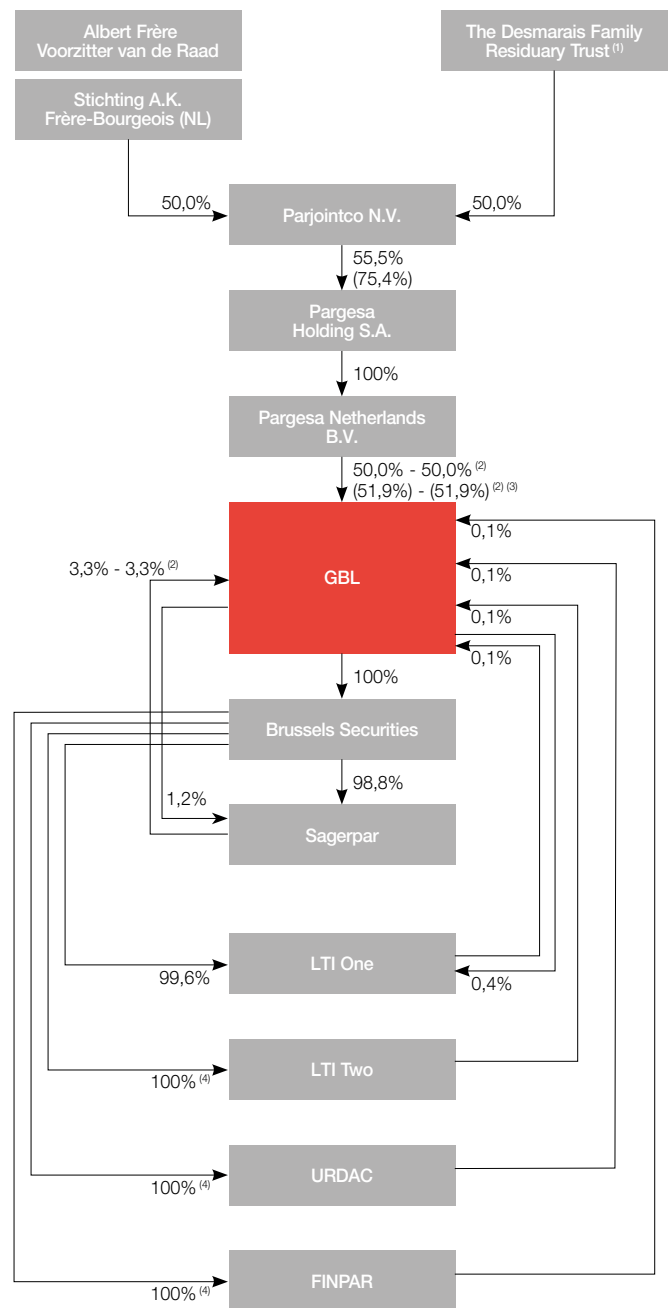 Albert Frère
Voorzitter van de Raad
The Desmarais Family
Residuary Trust (1)
Stichting A.K.
Frère-Bourgeois (NL)
50,0%
Parjointco N.V.
50,0%
55,5%
(75,4%)
Pargesa
Holding S.A.
100%
Pargesa Netherlands
B.V.
50,0% - 50,0% (2)
(51,9%) - (51,9%) (2) (3)
0,1%
3,3% - 3,3% (2)
GBL
0,1%
0,1%
0,1%
100%
Brussels Securities
98,8%
1,2%
Sagerpar
LTI One
99,6%
0,4%
LTI Two
100% (4)
URDAC
100% (4)
FINPAR
100% (4)